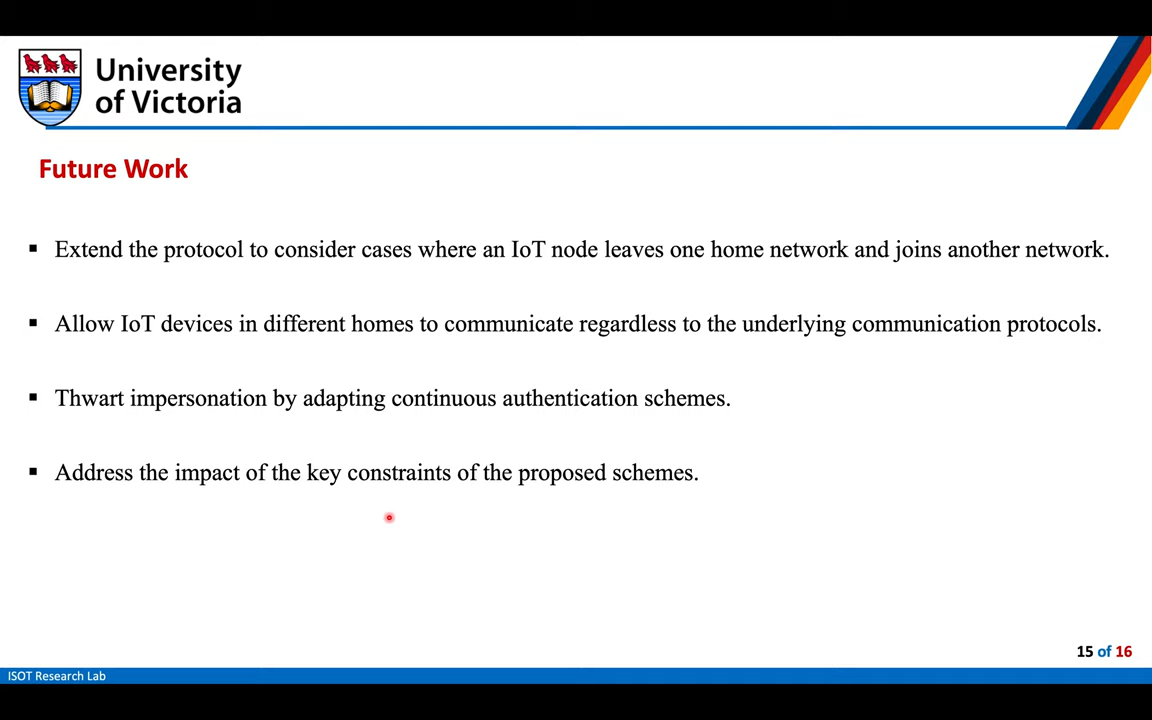 University
of Victoria
Future Work
▪ Extend the protocol to consider cases where an IoT node leaves one home network and joins another network.
▪ Allow IoT devices in different homes to communicate regardless to the underlying communication protocols.
▪ Thwart impersonation by adapting continuous authentication schemes.
▪ Address the impact of the key constraints of the proposed schemes.
15 of 16
ISOT Research Lab